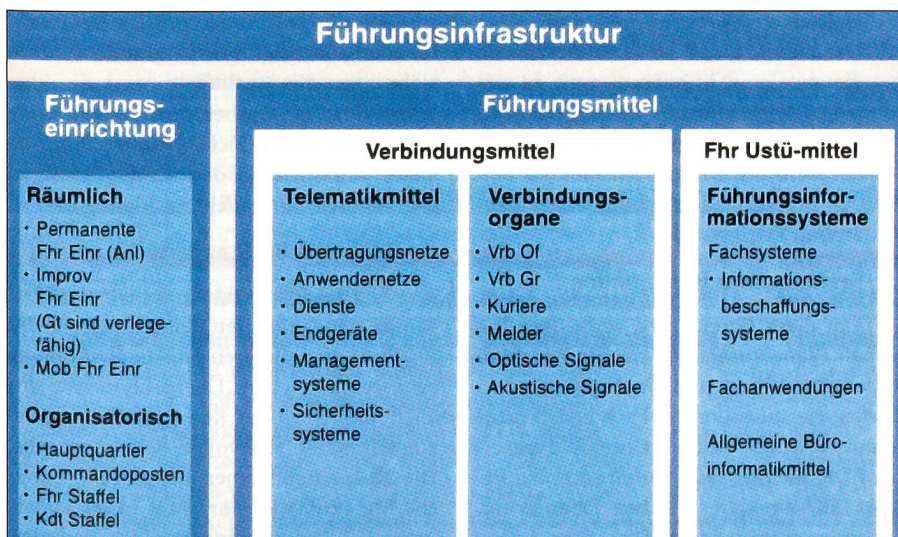 Führungsinfrastruktur
Führungs-
einrichtung
Räumlich
· Permanente
Fhr Einr (Anl)
· Improv
Fhr Einr
(Gt sind verlege-
fähig)
· Mob Fhr Einr
Organisatorisch
· Hauptquartier
· Kommandoposten
· Fhr Staffel
· Kdt Staffel
Führungsmittel
Verbindungsmittel
Telematikmittel
· Übertragungsnetze
· Anwendernetze
· Dienste
· Endgeräte
· Management-
systeme
· Sicherheits-
systeme
Verbindungs-
organe
· Vrb Of
· Vrb Gr
· Kuriere
· Melder
· Optische Signale
· Akustische Signale
Fhr Ustü-mittel
Führungsinfor-
mationssysteme
Fachsysteme
· Informations-
beschaffungs-
systeme
Fachanwendungen
Allgemeine Büro-
informatikmittel